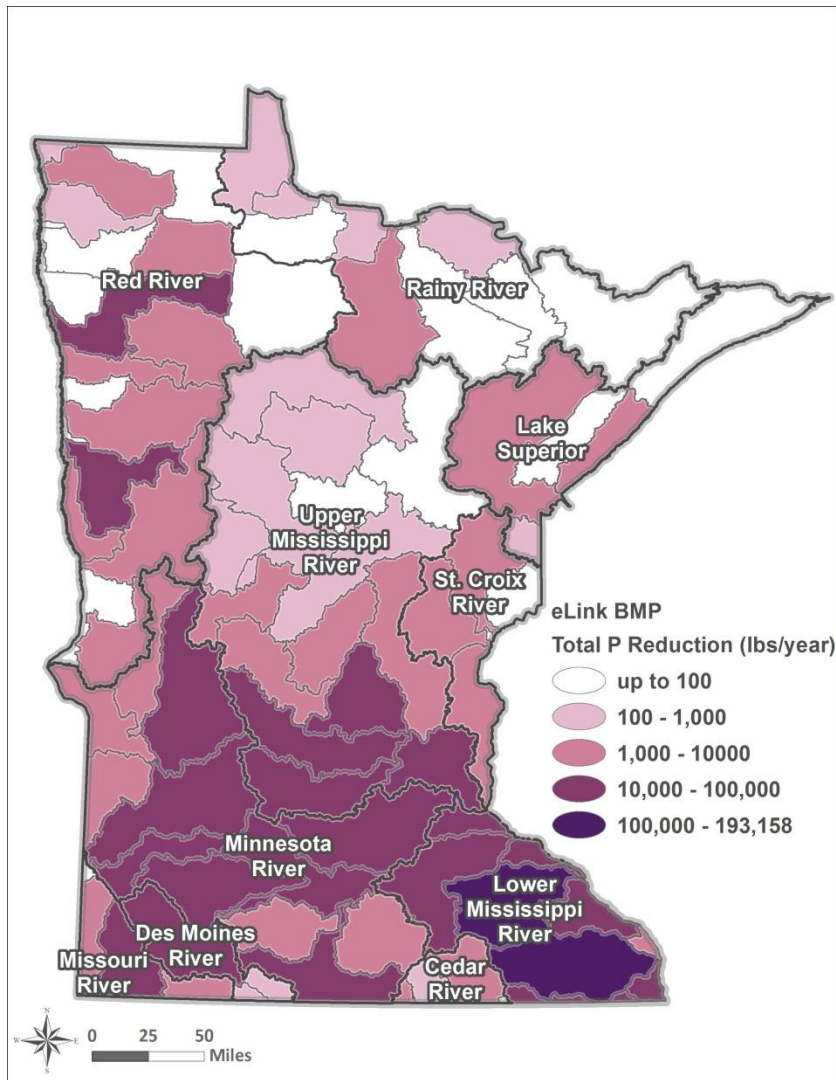 Red River
Rainy River
Lake
Superior
Upper
Mississippi
River
St. Croix
River
eLink BMP
Total P Reduction (lbs/year)
up to 100
100 - 1,000
1,000 - 10000
10,000 - 100,000
100,000 - 193,158
Minnesota
River
Lower
Mississippi
River
Des Moines
River
Missouri
River
Cedar
River
N
W E
S
0 25 50
Miles